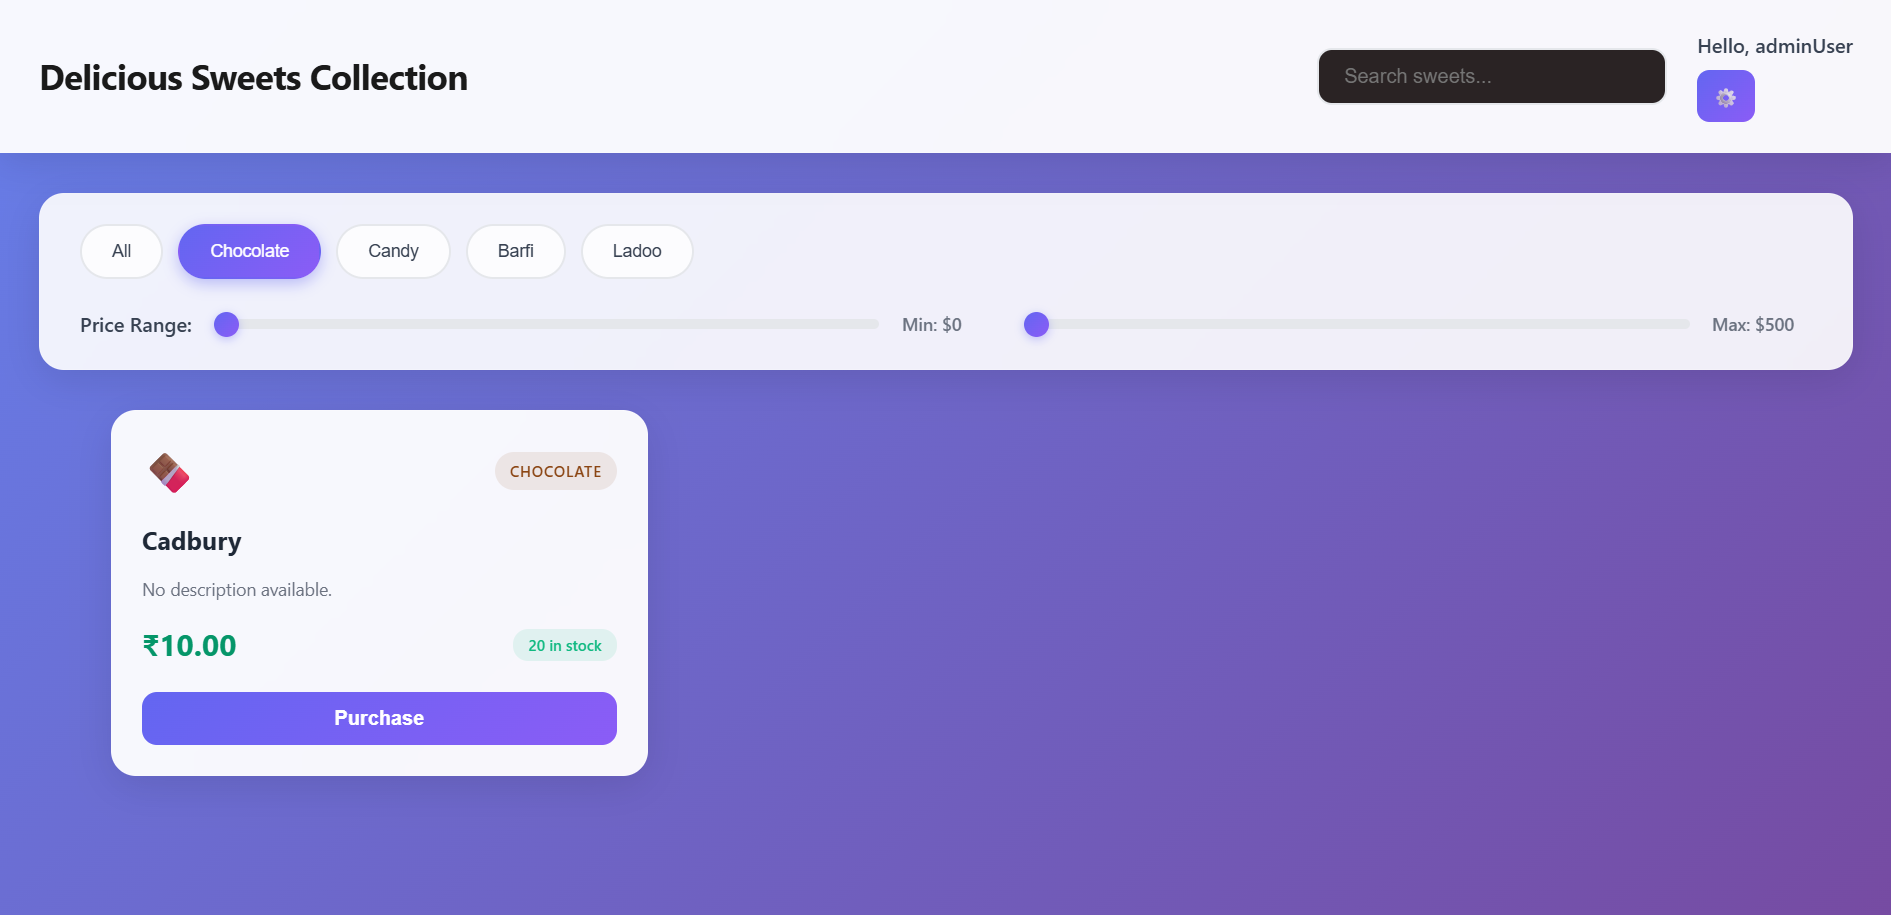 Delicious Sweets Collection
Search sweets...
Hello, adminUser
All
Chocolate
Candy
Barfi
Ladoo
Price Range:
Min: $0
Max: $500
CHOCOLATE
Cadbury
No description available.
₹10.00
20 in stock
Purchase